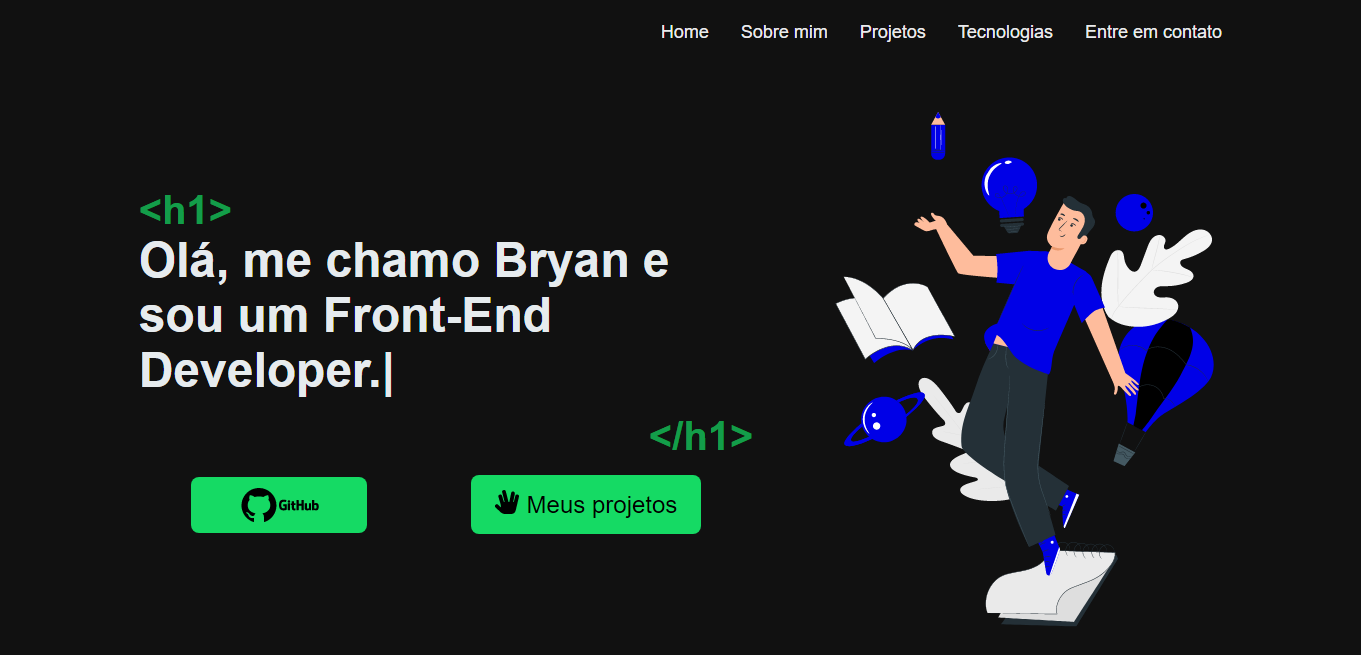 Home Sobre mim Projetos Tecnologias Entre em contato
<h1>
Olá, me chamo Bryan e
sou um Front-End
Developer.|
</h1>
GitHub Meus projetos